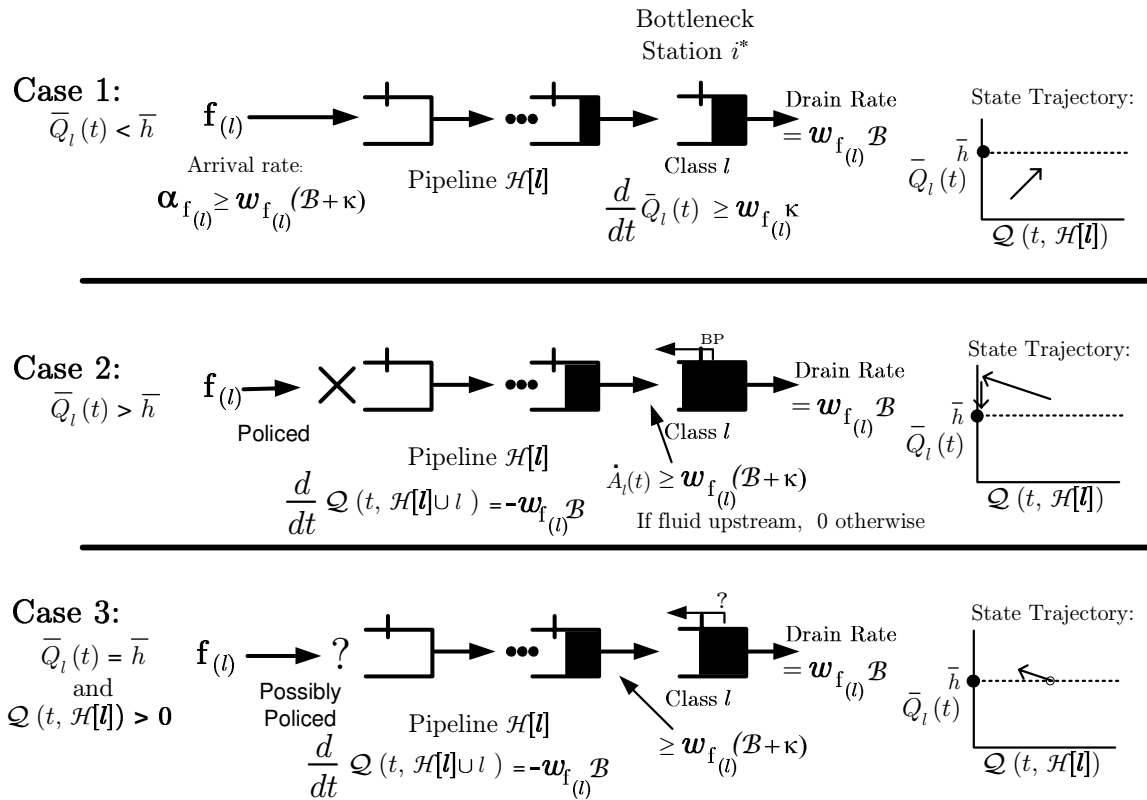 Bottleneck
Station i*
Case 1:
Q̅_l (t) < h̅
f_(l)
Arrival rate:
α_f(l) ≥ w_f(l) (ℬ+κ)
•••
Pipeline ℋ[l]
Class l
d/dt Q̅_l (t) ≥ w_f(l) κ
Drain Rate
= w_f(l) ℬ
State Trajectory:
h̅
Q̅_l (t)
𝒬 (t, ℋ[l])
Case 2:
Q̅_l (t) > h̅
f_(l)
Policed
•••
Pipeline ℋ[l]
d/dt 𝒬 (t, ℋ[l]∪ l ) = -w_f(l) ℬ
BP
Class l
Ȧ_l(t) ≥ w_f(l) (ℬ+κ)
If fluid upstream, 0 otherwise
Drain Rate
= w_f(l) ℬ
State Trajectory:
h̅
Q̅_l (t)
𝒬 (t, ℋ[l])
Case 3:
Q̅_l (t) = h̅
and
𝒬 (t, ℋ[l]) > 0
f_(l)
?
Possibly
Policed
•••
Pipeline ℋ[l]
d/dt 𝒬 (t, ℋ[l]∪ l ) = -w_f(l) ℬ
?
Class l
≥ w_f(l) (ℬ+κ)
Drain Rate
= w_f(l) ℬ
State Trajectory:
h̅
Q̅_l (t)
𝒬 (t, ℋ[l])